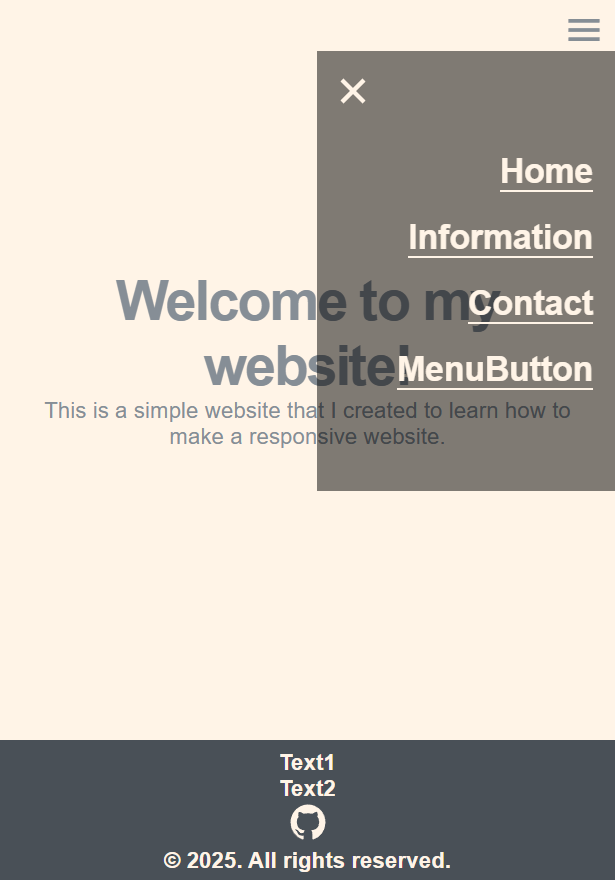 Home
Information
Welcome to my
Contact
website!
MenuButton
This is a simple website that I created to learn how to
make a responsive website.
Text1
Text2
© 2025. All rights reserved.